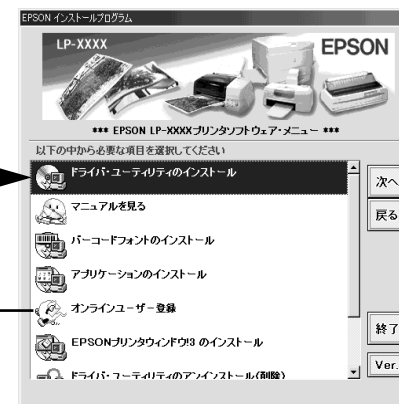 EPSON インストールプログラム
LP-XXXX
EPSON
*** EPSON LP-XXXXプリンタソフトウェア・メニュー ***
以下の中から必要な項目を選択してください
ドライバ・ユーティリティのインストール
マニュアルを見る
バーコードフォントのインストール
アプリケーションのインストール
オンラインユーザー登録
EPSONプリンタウィンドウ!3 のインストール
ドライバ・ユーティリティのアンインストール(削除)
次へ
戻る
終了
Ver.